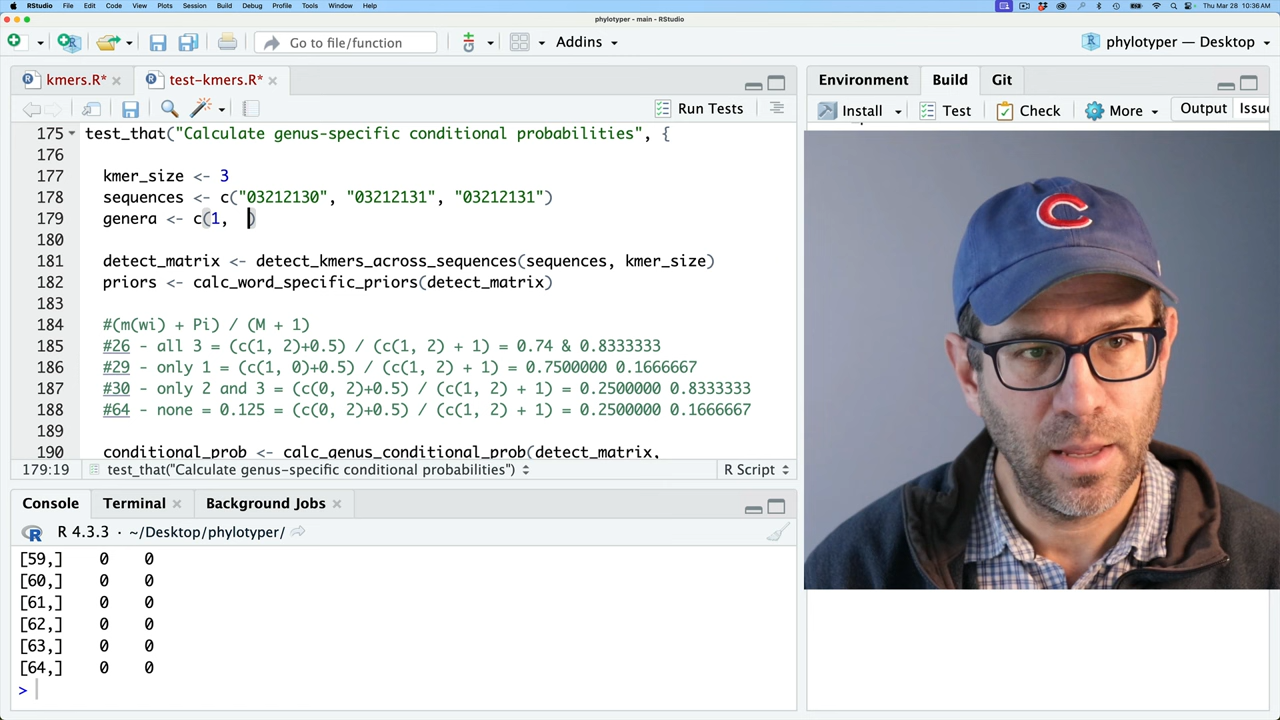 RStudio File Edit Code View Plots Session Build Debug Profile Tools Window Help Thu Mar 28 10:36 AM
phylotyper - main - RStudio
Go to file/function Addins phylotyper — Desktop
kmers.R* test-kmers.R* Environment Build Git
Run Tests Install Test Check More Output Issue
175 test_that("Calculate genus-specific conditional probabilities", {
176
177 kmer_size <- 3
178 sequences <- c("03212130", "03212131", "03212131")
179 genera <- c(1, )
180
181 detect_matrix <- detect_kmers_across_sequences(sequences, kmer_size)
182 priors <- calc_word_specific_priors(detect_matrix)
183
184 #(m(wi) + Pi) / (M + 1)
185 #26 - all 3 = (c(1, 2)+0.5) / (c(1, 2) + 1) = 0.74 & 0.8333333
186 #29 - only 1 = (c(1, 0)+0.5) / (c(1, 2) + 1) = 0.7500000 0.1666667
187 #30 - only 2 and 3 = (c(0, 2)+0.5) / (c(1, 2) + 1) = 0.2500000 0.8333333
188 #64 - none = 0.125 = (c(0, 2)+0.5) / (c(1, 2) + 1) = 0.2500000 0.1666667
189
190 conditional_prob <- calc_genus_conditional_prob(detect_matrix,
179:19 test_that("Calculate genus-specific conditional probabilities") R Script
Console Terminal Background Jobs
R 4.3.3 · ~/Desktop/phylotyper/
[59,] 0 0
[60,] 0 0
[61,] 0 0
[62,] 0 0
[63,] 0 0
[64,] 0 0
>
C